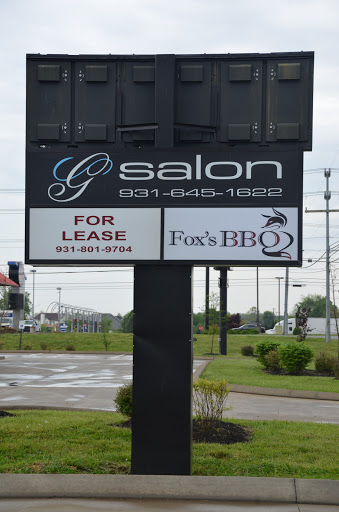 G salon
931-645-1622
FOR
LEASE
931-801-9704
Fox's BBQ